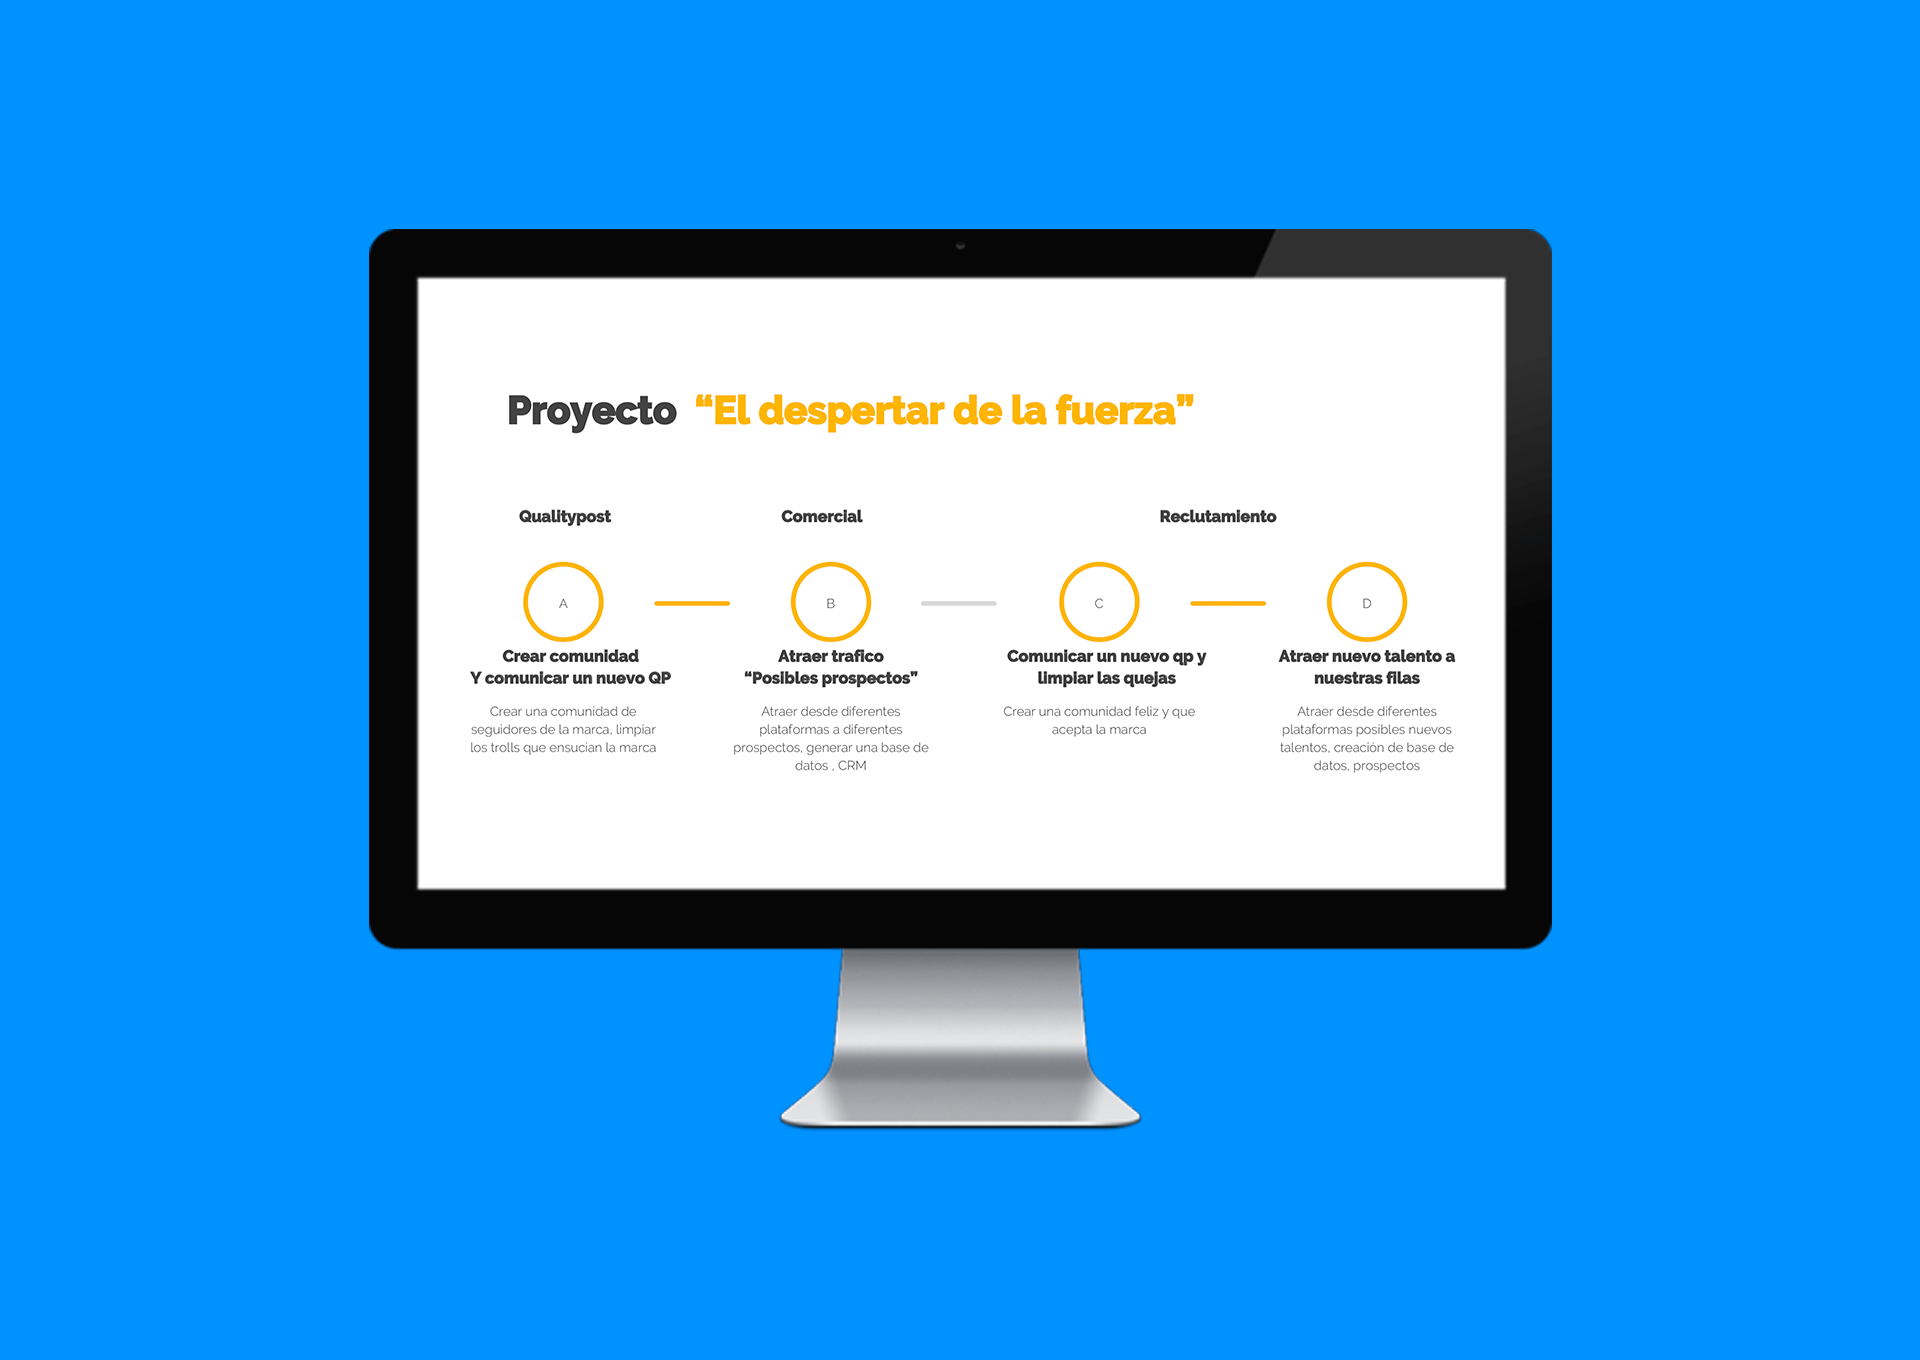 Proyecto “El despertar de la fuerza”
Qualitypost
Comercial
Reclutamiento
A
B
C
D
Crear comunidad
Y comunicar un nuevo QP
Crear una comunidad de
seguidores de la marca, limpiar
los trolls que ensucian la marca
Atraer trafico
“Posibles prospectos”
Atraer desde diferentes
plataformas a diferentes
prospectos, generar una base de
datos , CRM
Comunicar un nuevo qp y
limpiar las quejas
Crear una comunidad feliz y que
acepta la marca
Atraer nuevo talento a
nuestras filas
Atraer desde diferentes
plataformas posibles nuevos
talentos, creación de base de
datos, prospectos